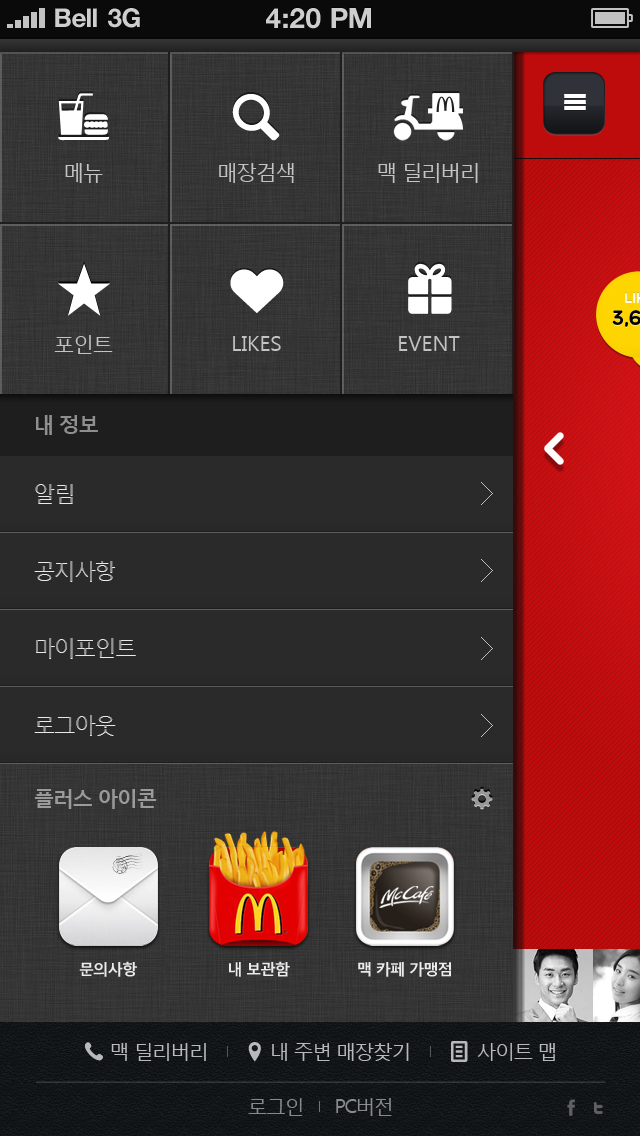 Bell 3G 4:20 PM
메뉴 매장검색 맥 딜리버리
포인트 LIKES EVENT
내 정보
알림
공지사항
마이포인트
로그아웃
플러스 아이콘
McCafé
문의사항 내 보관함 맥 카페 가맹점
맥 딜리버리 내 주변 매장찾기 사이트 맵
로그인 PC버전